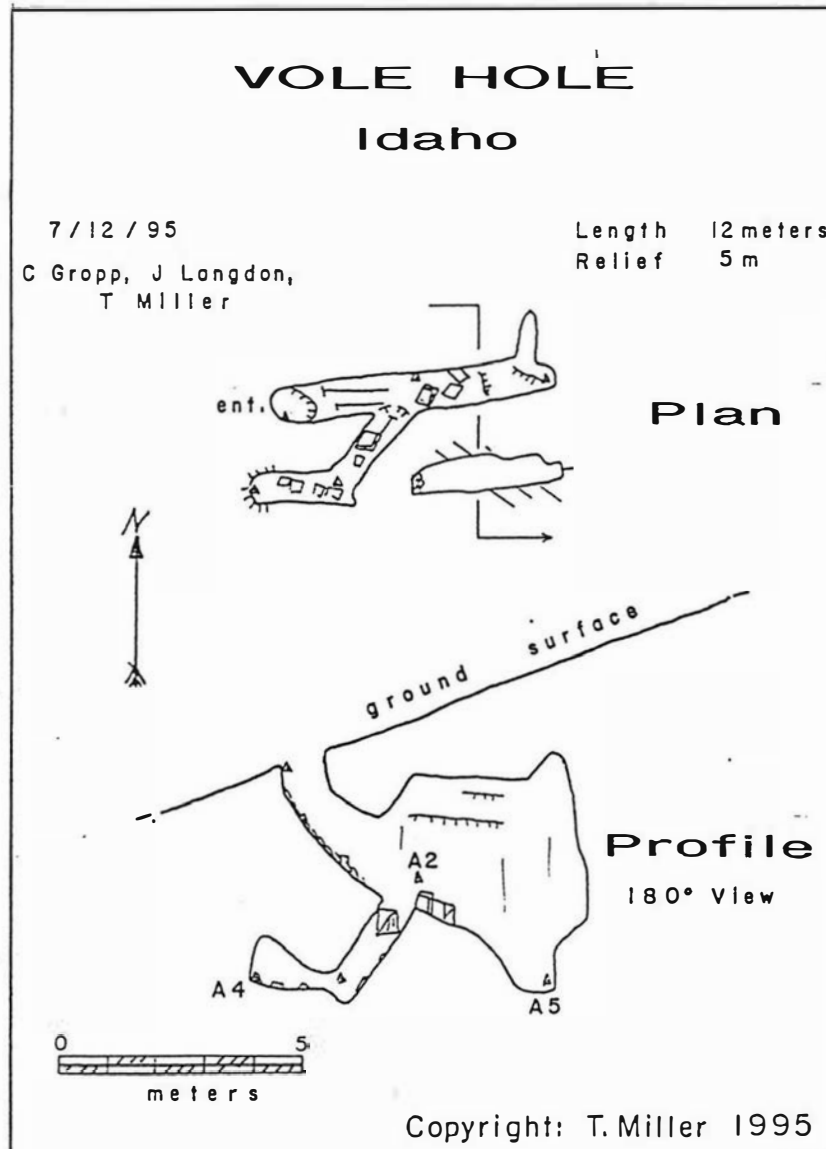 VOLE HOLE
Idaho
7/12/95
C Gropp, J Langdon,
T Miller
Length 12 meters
Relief 5 m
ent.
Plan
N
ground surface
A2
Profile
180° View
A4
A5
0 5
meters
Copyright: T. Miller 1995